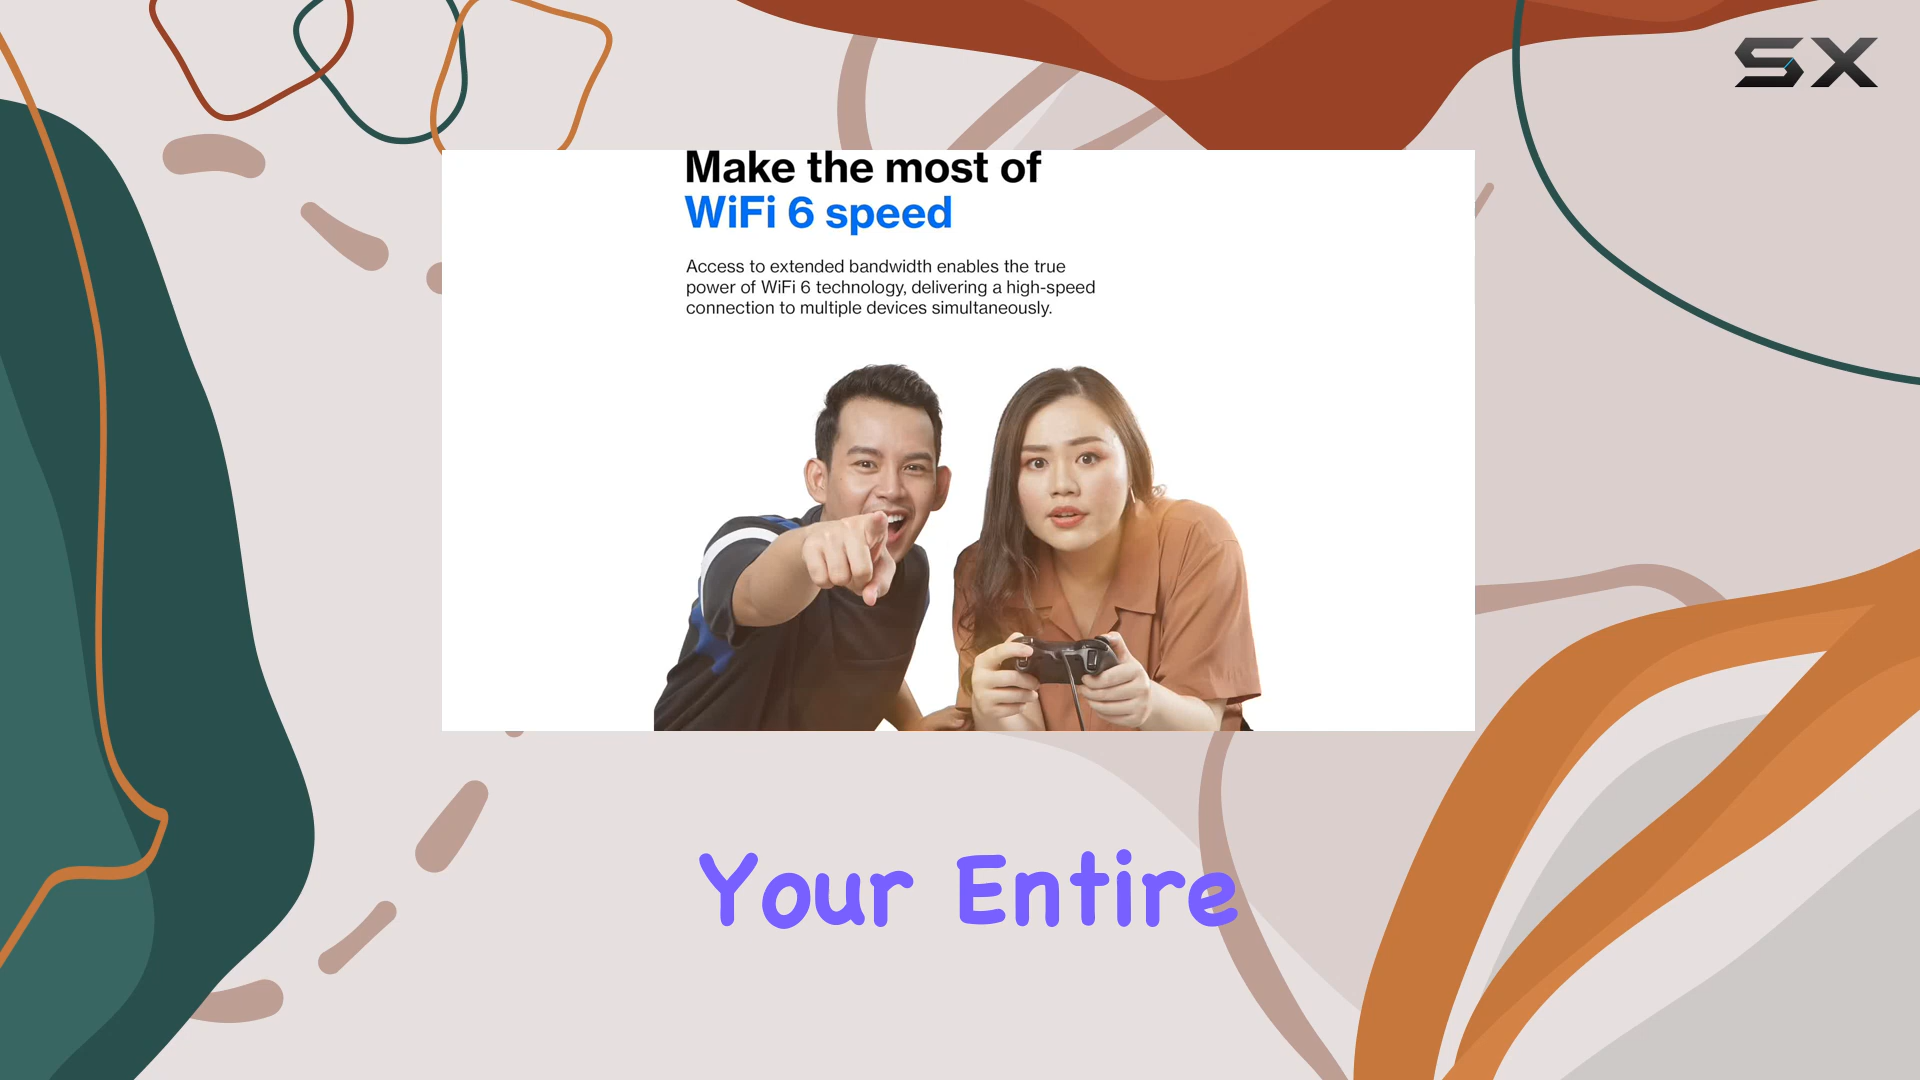 SX
Make the most of
WiFi 6 speed
Access to extended bandwidth enables the true
power of WiFi 6 technology, delivering a high-speed
connection to multiple devices simultaneously.
Your Entire